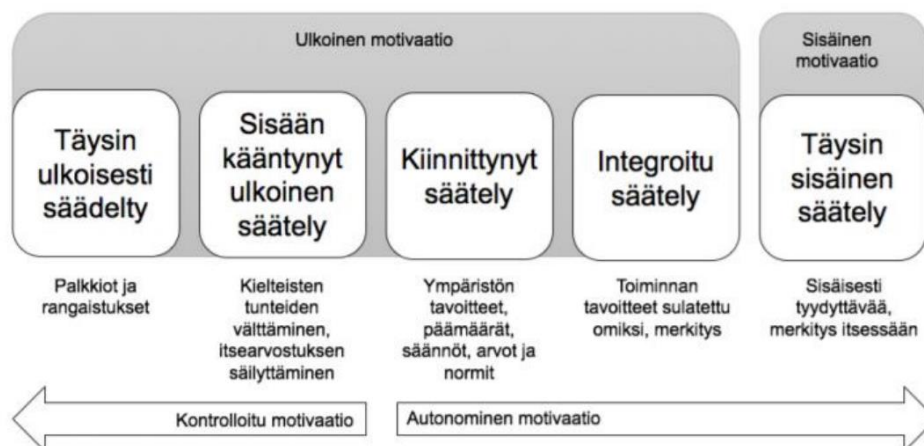 Ulkoinen motivaatio
Sisäinen
motivaatio
Täysin
ulkoisesti
säädelty
Sisään
kääntynyt
ulkoinen
säätely
Kiinnittynyt
säätely
Integroitu
säätely
Täysin
sisäinen
säätely
Palkkiot ja
rangaistukset
Kielteisten
tunteiden
välttäminen,
itsearvostuksen
säilyttäminen
Ympäristön
tavoitteet,
päämäärät,
säännöt, arvot ja
normit
Toiminnan
tavoitteet sulatettu
omiksi, merkitys
Sisäisesti
tyydyttävää,
merkitys itsessään
Kontrolloitu motivaatio
Autonominen motivaatio